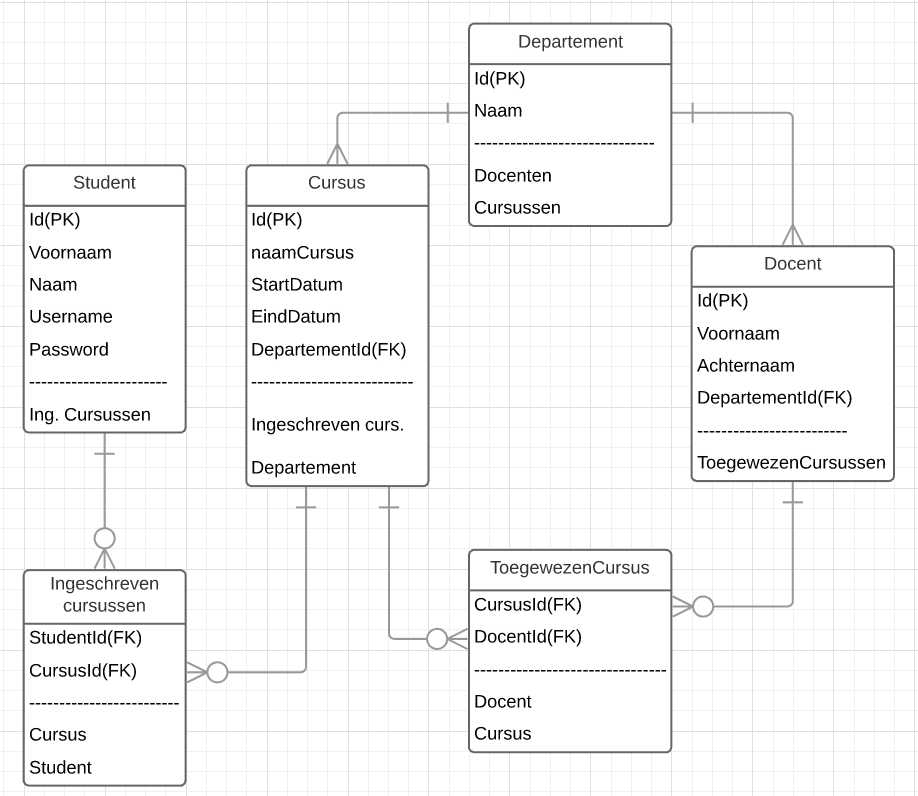 Departement
Id(PK)
Naam
------------------------------
Docenten
Cursussen
Student
Id(PK)
Voornaam
Naam
Username
Password
-----------------------
Ing. Cursussen
Cursus
Id(PK)
naamCursus
StartDatum
EindDatum
DepartementId(FK)
---------------------------
Ingeschreven curs.
Departement
Docent
Id(PK)
Voornaam
Achternaam
DepartementId(FK)
-------------------------
ToegewezenCursussen
Ingeschreven
cursussen
StudentId(FK)
CursusId(FK)
-------------------------
Cursus
Student
ToegewezenCursus
CursusId(FK)
DocentId(FK)
--------------------------------
Docent
Cursus